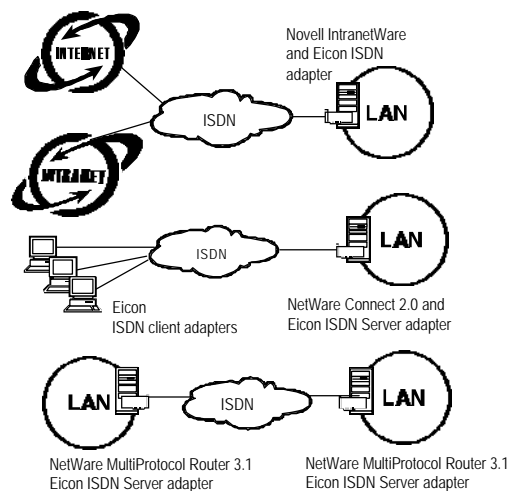 INTERNET
Novell IntranetWare
and Eicon ISDN
adapter
ISDN
LAN
INTRANET
ISDN
LAN
Eicon
ISDN client adapters
NetWare Connect 2.0 and
Eicon ISDN Server adapter
LAN
ISDN
LAN
NetWare MultiProtocol Router 3.1
Eicon ISDN Server adapter
NetWare MultiProtocol Router 3.1
Eicon ISDN Server adapter